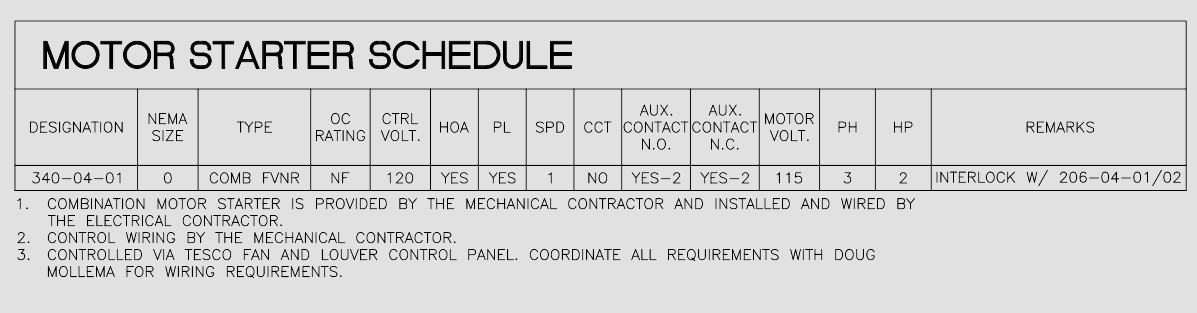 MOTOR STARTER SCHEDULE
DESIGNATION NEMA SIZE TYPE OC RATING CTRL VOLT. HOA PL SPD CCT AUX. CONTACT N.O. AUX. CONTACT N.C. MOTOR VOLT. PH HP REMARKS
340-04-01 0 COMB FVNR NF 120 YES YES 1 NO YES-2 YES-2 115 3 2 INTERLOCK W/ 206-04-01/02
1. COMBINATION MOTOR STARTER IS PROVIDED BY THE MECHANICAL CONTRACTOR AND INSTALLED AND WIRED BY
THE ELECTRICAL CONTRACTOR.
2. CONTROL WIRING BY THE MECHANICAL CONTRACTOR.
3. CONTROLLED VIA TESCO FAN AND LOUVER CONTROL PANEL. COORDINATE ALL REQUIREMENTS WITH DOUG
MOLLEMA FOR WIRING REQUIREMENTS.